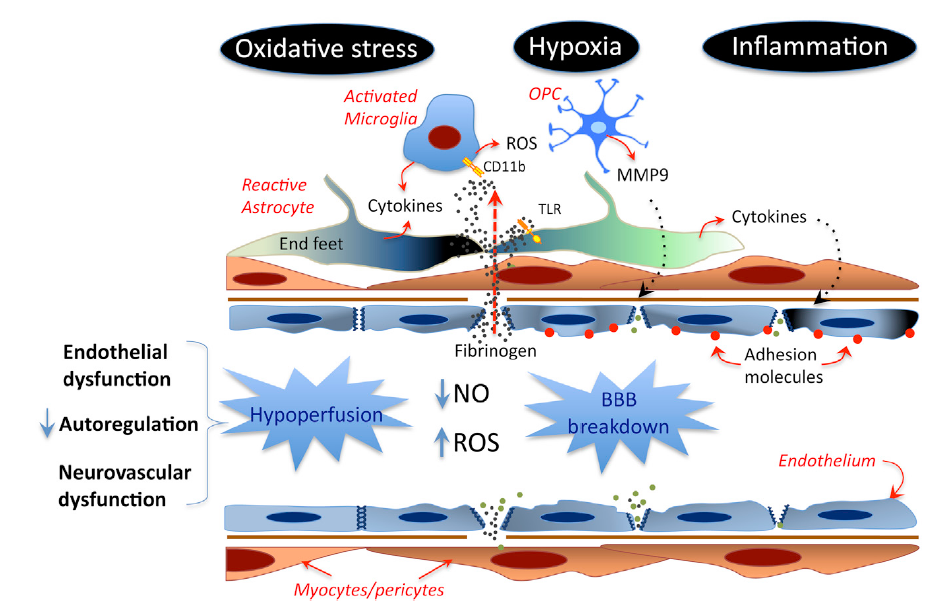 Oxidative stress
Hypoxia
Inflammation
Activated
Microglia
OPC
ROS
CD11b
MMP9
Reactive
Astrocyte
Cytokines
TLR
Cytokines
End feet
Fibrinogen
Adhesion
molecules
Endothelial
dysfunction
Autoregulation
Neurovascular
dysfunction
Hypoperfusion
NO
ROS
BBB
breakdown
Endothelium
Myocytes/pericytes